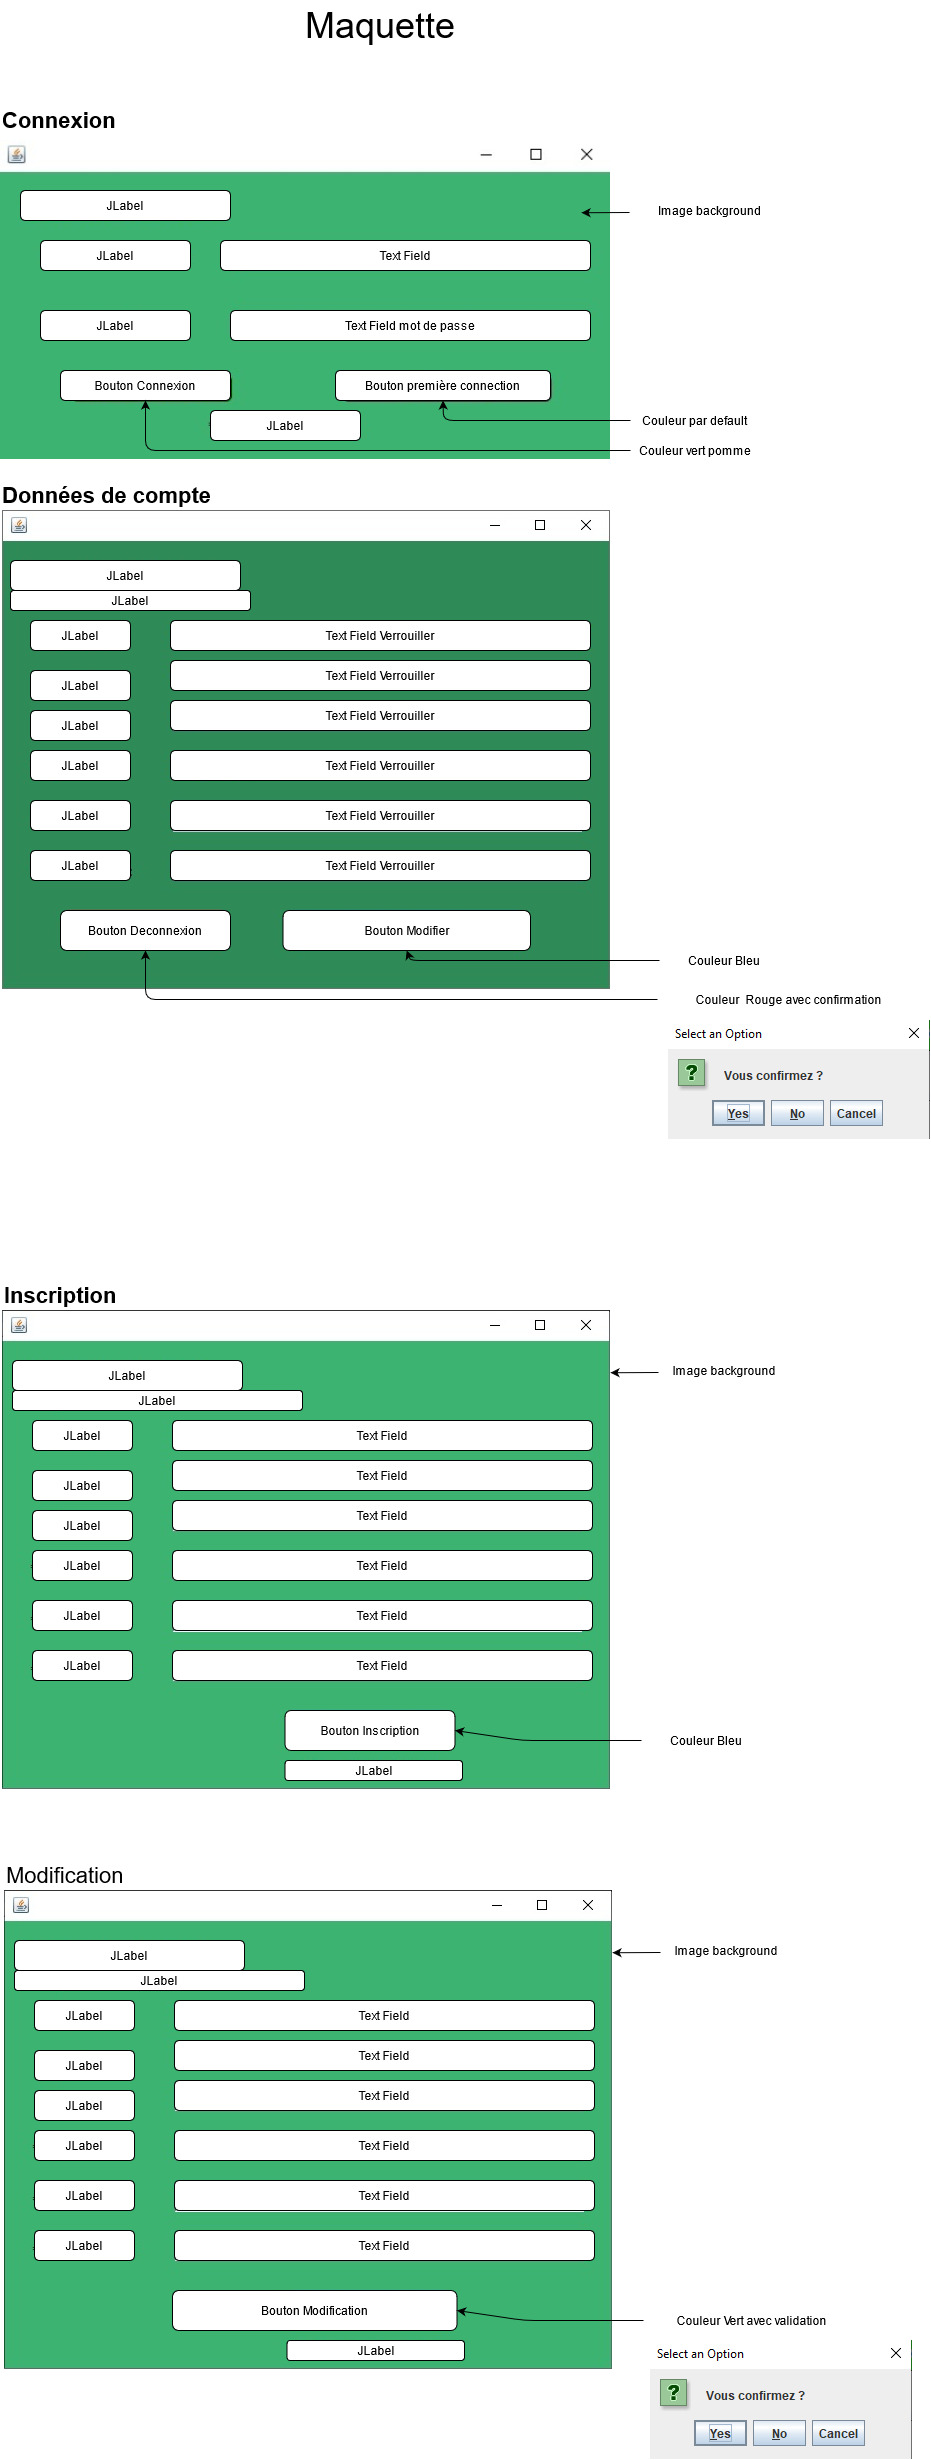 Maquette
Connexion
JLabel
Image background
JLabel
Text Field
JLabel
Text Field mot de passe
Bouton Connexion
Bouton première connection
Couleur par default
JLabel
Couleur vert pomme
Données de compte
JLabel
JLabel
JLabel
Text Field Verrouiller
JLabel
Text Field Verrouiller
JLabel
Text Field Verrouiller
JLabel
Text Field Verrouiller
JLabel
Text Field Verrouiller
JLabel
Text Field Verrouiller
Bouton Deconnexion
Bouton Modifier
Couleur Bleu
Couleur Rouge avec confirmation
Select an Option
?
Vous confirmez ?
Yes
No
Cancel
Inscription
JLabel
Image background
JLabel
JLabel
Text Field
JLabel
Text Field
JLabel
Text Field
JLabel
Text Field
JLabel
Text Field
JLabel
Text Field
Bouton Inscription
Couleur Bleu
JLabel
Modification
JLabel
Image background
JLabel
JLabel
Text Field
JLabel
Text Field
JLabel
Text Field
JLabel
Text Field
JLabel
Text Field
JLabel
Text Field
Bouton Modification
Couleur Vert avec validation
JLabel
Select an Option
?
Vous confirmez ?
Yes
No
Cancel